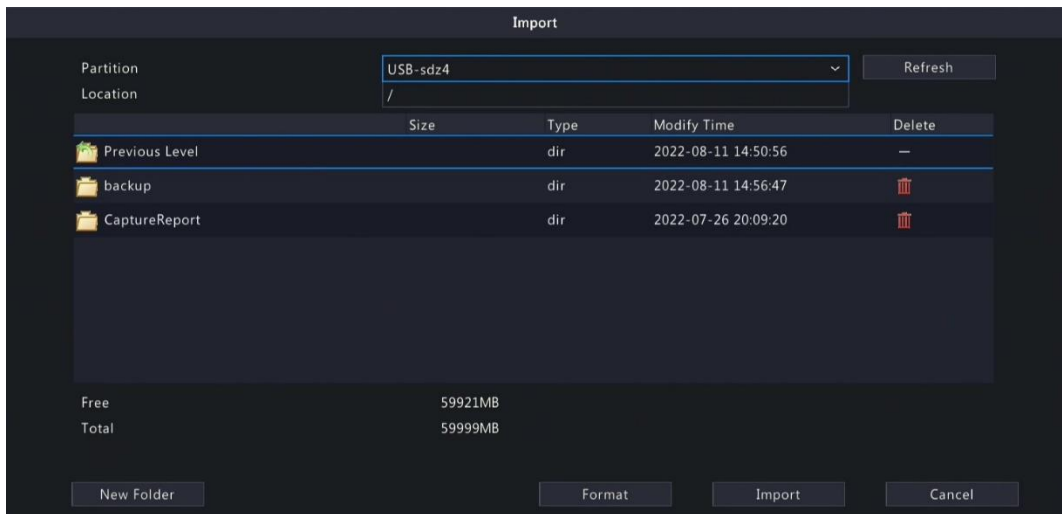 Import
Partition USB-sdz4 Refresh
Location /
Size Type Modify Time Delete
Previous Level dir 2022-08-11 14:50:56 —
backup dir 2022-08-11 14:56:47
CaptureReport dir 2022-07-26 20:09:20
Free 59921MB
Total 59999MB
New Folder Format Import Cancel